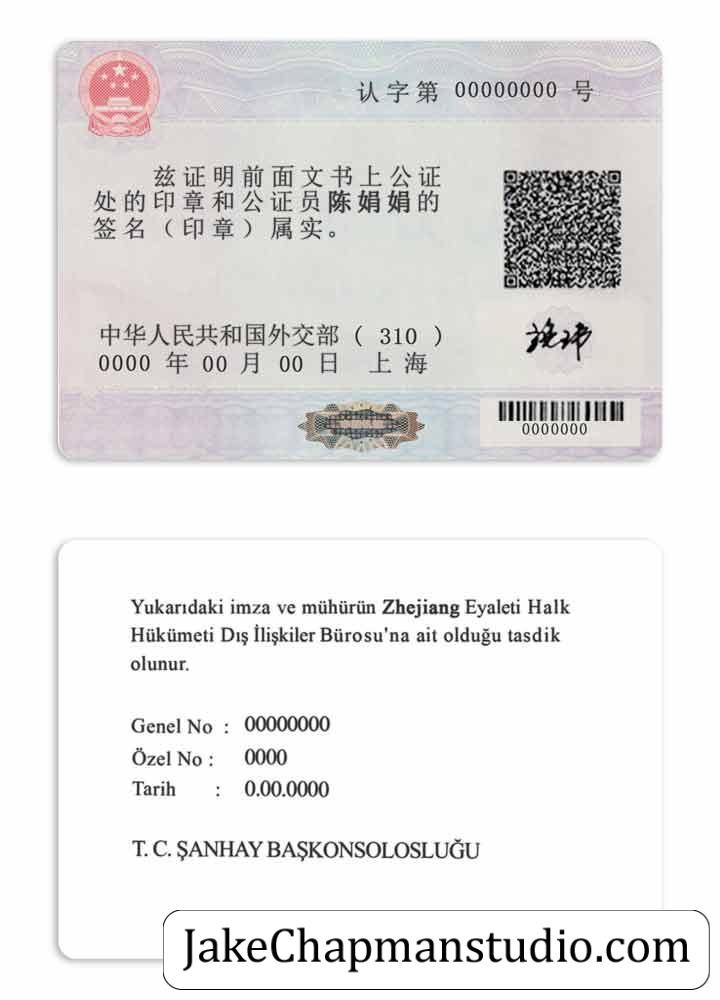 认字第 00000000 号
兹证明前面文书上公证
处的印章和公证员陈娟娟的
签名（印章）属实。
中华人民共和国外交部 ( 310 )
0000 年 00 月 00 日 上海
0000000
Yukarıdaki imza ve mühürün Zhejiang Eyaleti Halk
Hükümeti Dış İlişkiler Bürosu'na ait olduğu tasdik
olunur.
Genel No : 00000000
Özel No : 0000
Tarih : 0.00.0000
T. C. ŞANHAY BAŞKONSOLOSLUĞU
JakeChapmanstudio.com